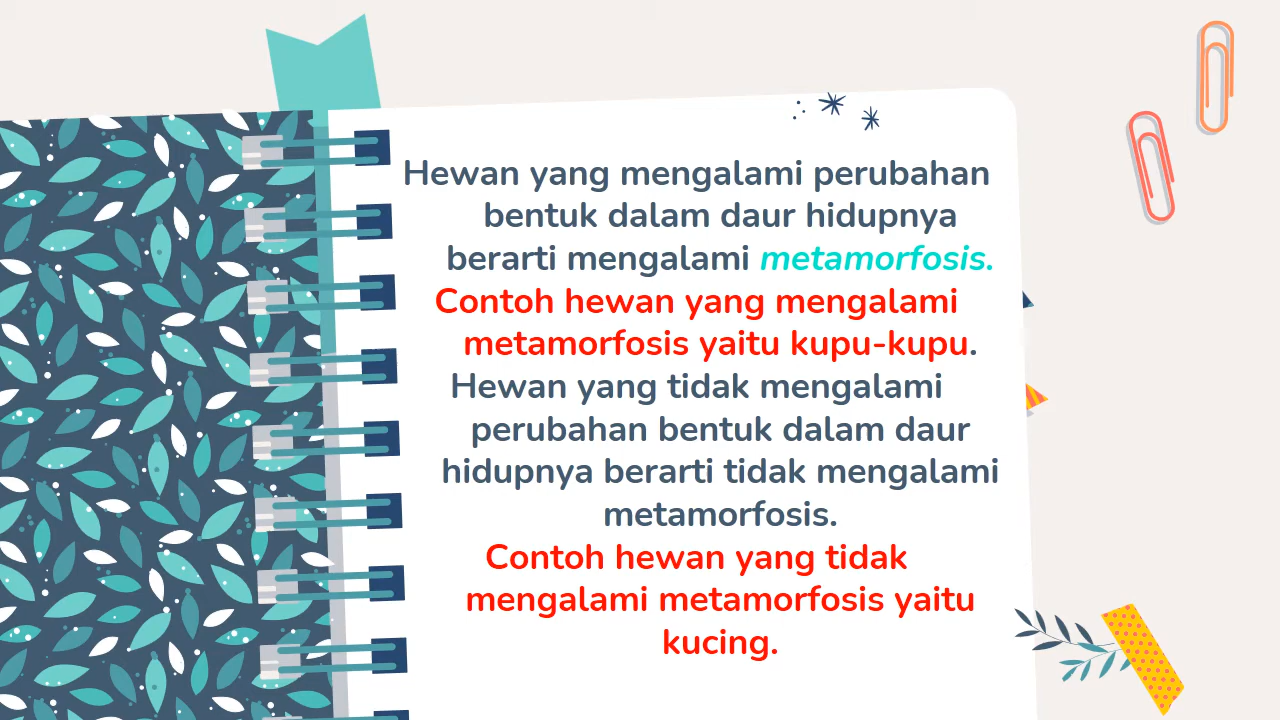 Hewan yang mengalami perubahan
bentuk dalam daur hidupnya
berarti mengalami metamorfosis.
Contoh hewan yang mengalami
metamorfosis yaitu kupu-kupu.
Hewan yang tidak mengalami
perubahan bentuk dalam daur
hidupnya berarti tidak mengalami
metamorfosis.
Contoh hewan yang tidak
mengalami metamorfosis yaitu
kucing.